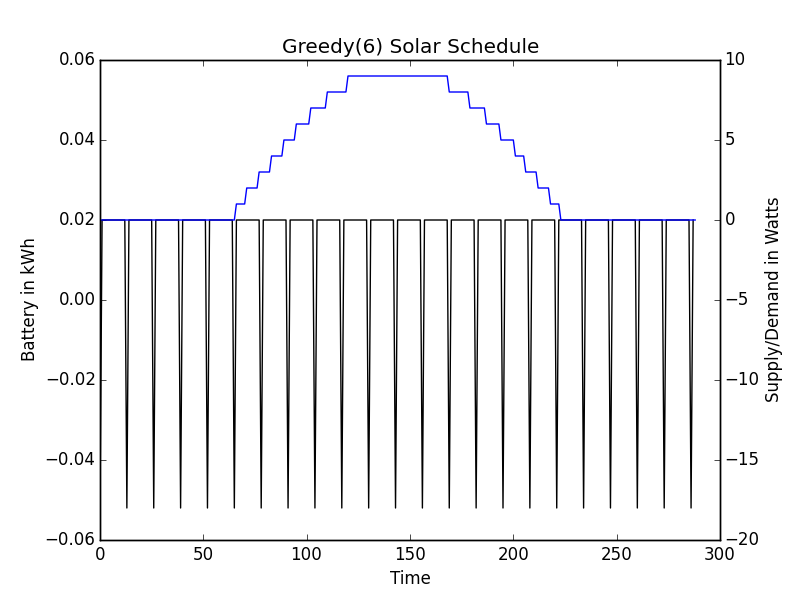 Greedy(6) Solar Schedule
0.06
0.04
0.02
0.00
−0.02
−0.04
−0.06
Battery in kWh
10
5
0
−5
−10
−15
−20
Supply/Demand in Watts
0 50 100 150 200 250 300
Time